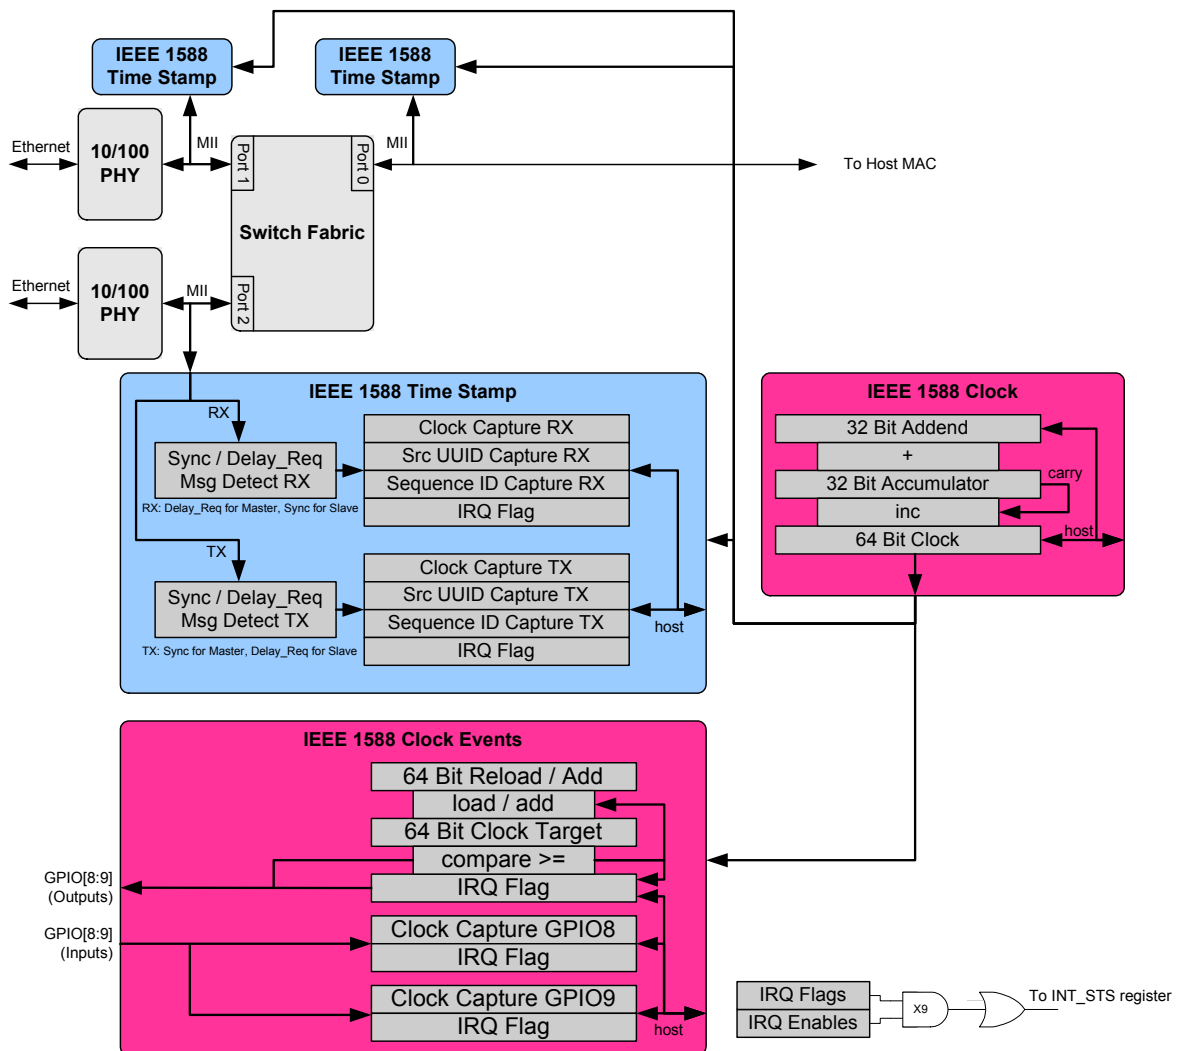 IEEE 1588
Time Stamp
IEEE 1588
Time Stamp
Ethernet
10/100
PHY
MII
Port 1
Port 0
MII
To Host MAC
Switch Fabric
Ethernet
10/100
PHY
MII
Port 2
IEEE 1588 Time Stamp
RX
Sync / Delay_Req
Msg Detect RX
RX: Delay_Req for Master, Sync for Slave
Clock Capture RX
Src UUID Capture RX
Sequence ID Capture RX
IRQ Flag
TX
Sync / Delay_Req
Msg Detect TX
TX: Sync for Master, Delay_Req for Slave
Clock Capture TX
Src UUID Capture TX
Sequence ID Capture TX
IRQ Flag
host
IEEE 1588 Clock
32 Bit Addend
+
carry
32 Bit Accumulator
inc
host
64 Bit Clock
IEEE 1588 Clock Events
64 Bit Reload / Add
load / add
64 Bit Clock Target
compare >=
IRQ Flag
GPIO[8:9]
(Outputs)
GPIO[8:9]
(Inputs)
Clock Capture GPIO8
IRQ Flag
Clock Capture GPIO9
IRQ Flag
host
IRQ Flags
IRQ Enables
X9
To INT_STS register